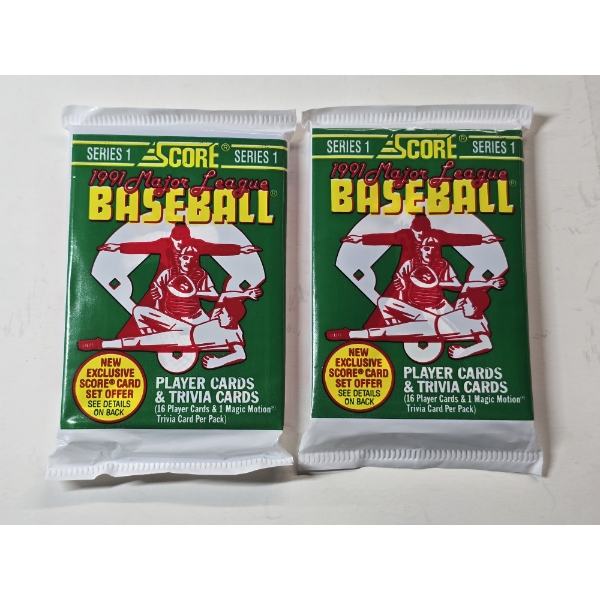 SERIES 1 SCORE® SERIES 1
1991 Major League
BASEBALL®
NEW
EXCLUSIVE
SCORE® CARD
SET OFFER
SEE DETAILS
ON BACK
PLAYER CARDS
& TRIVIA CARDS
(16 Player Cards & 1 Magic Motion™
Trivia Card Per Pack)
SERIES 1 SCORE® SERIES 1
1991 Major League
BASEBALL®
NEW
EXCLUSIVE
SCORE® CARD
SET OFFER
SEE DETAILS
ON BACK
PLAYER CARDS
& TRIVIA CARDS
(16 Player Cards & 1 Magic Motion™
Trivia Card Per Pack)